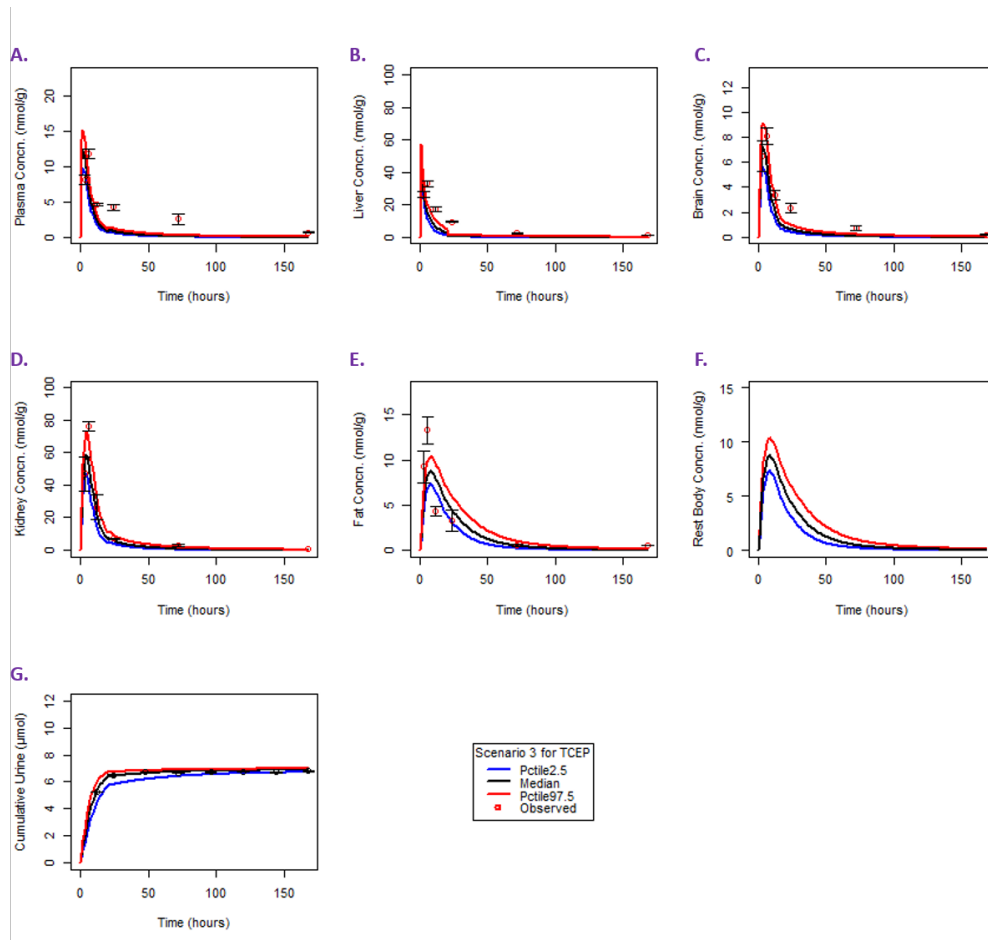 A.
Plasma Concn. (nmol/g)
0 5 10 15 20
0 50 100 150
Time (hours)
B.
Liver Concn. (nmol/g)
0 20 40 60 80 100
0 50 100 150
Time (hours)
C.
Brain Concn. (nmol/g)
0 2 4 6 8 10 12
0 50 100 150
Time (hours)
D.
Kidney Concn. (nmol/g)
0 20 40 60 80 100
0 50 100 150
Time (hours)
E.
Fat Concn. (nmol/g)
0 5 10 15
0 50 100 150
Time (hours)
F.
Rest Body Concn. (nmol/g)
0 5 10 15
0 50 100 150
Time (hours)
G.
Cumulative Urine (µmol)
0 2 4 6 8 10 12
0 50 100 150
Time (hours)
Scenario 3 for TCEP
Pctile2.5
Median
Pctile97.5
Observed